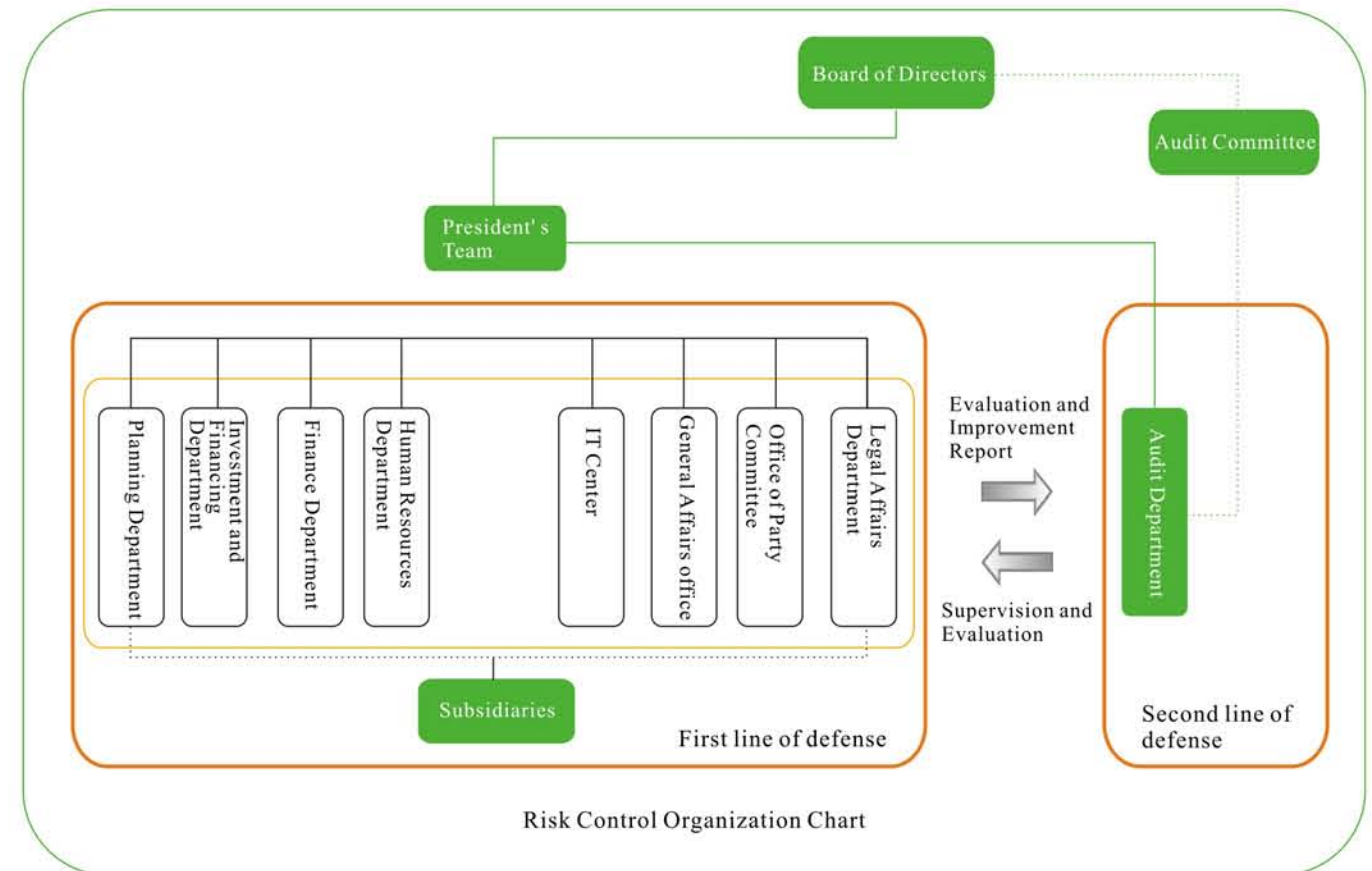 Board of Directors
Audit Committee
President' s
Team
Planning Department
Investment and
Financing
Department
Finance Department
Human Resources
Department
IT Center
General Affairs office
Office of Party
Committee
Legal Affairs
Department
Evaluation and
Improvement
Report
Supervision and
Evaluation
Audit Department
Subsidiaries
First line of defense
Second line of
defense
Risk Control Organization Chart